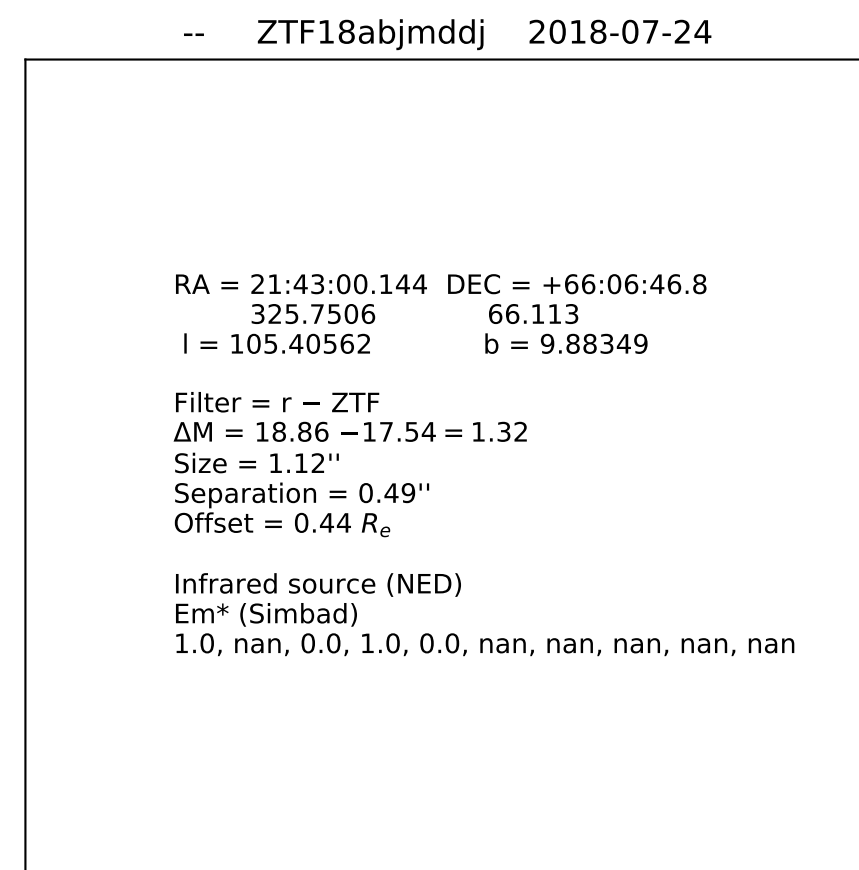 -- ZTF18abjmddj 2018-07-24
RA = 21:43:00.144 DEC = +66:06:46.8
325.7506 66.113
l = 105.40562 b = 9.88349
Filter = r − ZTF
ΔM = 18.86 −17.54 = 1.32
Size = 1.12''
Separation = 0.49''
Offset = 0.44 Re
Infrared source (NED)
Em* (Simbad)
1.0, nan, 0.0, 1.0, 0.0, nan, nan, nan, nan, nan